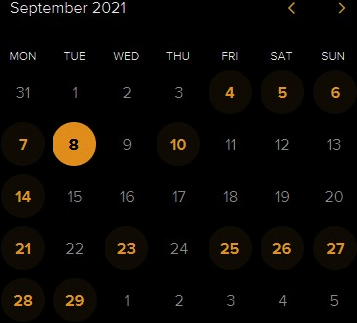 September 2021
MON TUE WED THU FRI SAT SUN
31 1 2 3 4 5 6
7 8 9 10 11 12 13
14 15 16 17 18 19 20
21 22 23 24 25 26 27
28 29 1 2 3 4 5